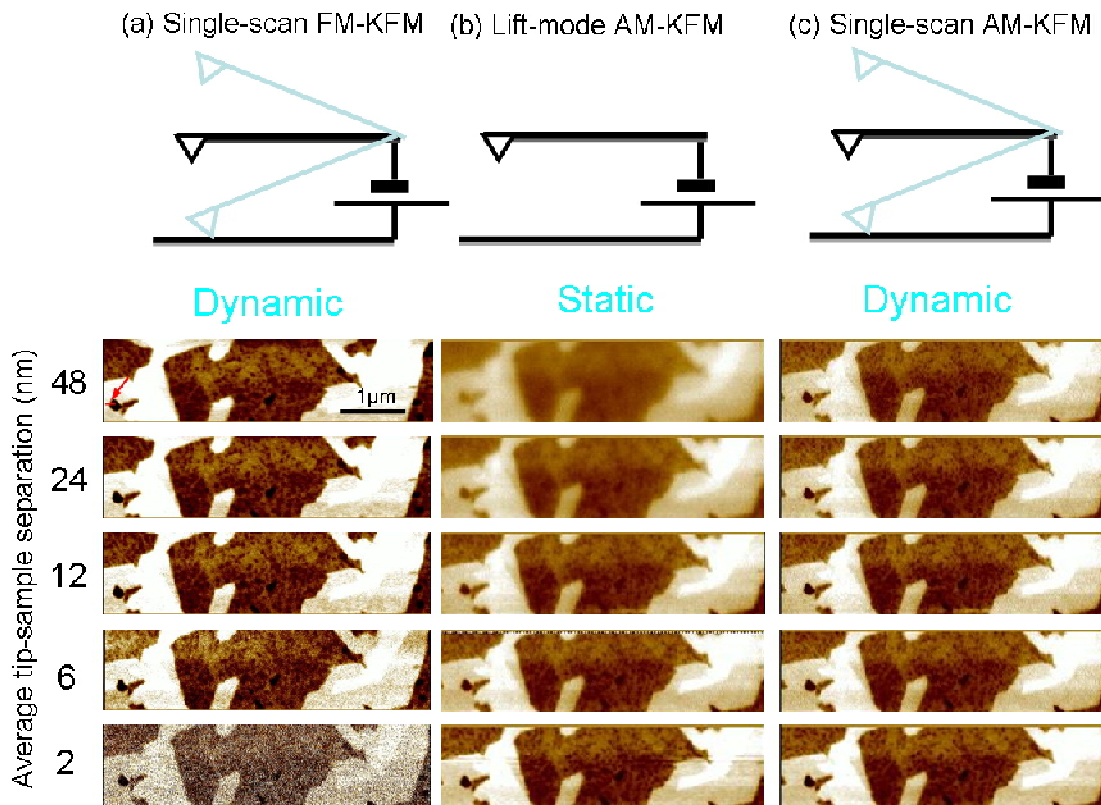 (a) Single-scan FM-KFM
(b) Lift-mode AM-KFM
(c) Single-scan AM-KFM
Dynamic
Static
Dynamic
Average tip-sample separation (nm)
48
1µm
24
12
6
2